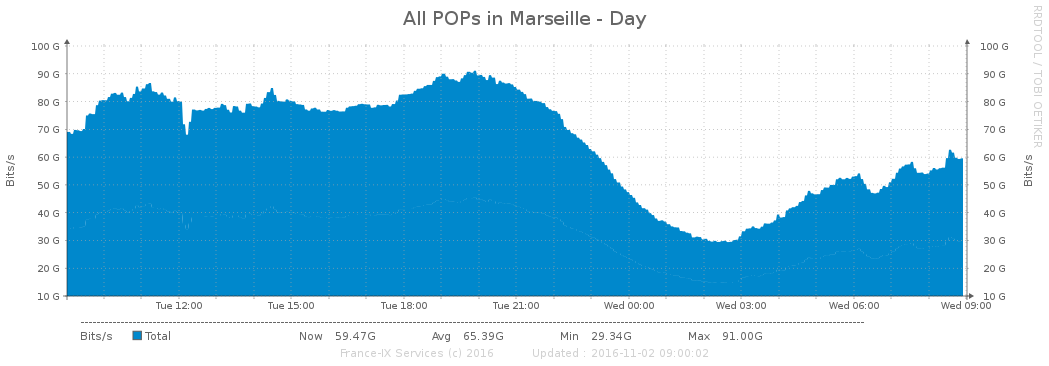 All POPs in Marseille - Day
RRDTOOL / TOBI OETIKER
100 G 100 G
90 G 90 G
80 G 80 G
70 G 70 G
60 G 60 G
50 G 50 G
40 G 40 G
30 G 30 G
20 G 20 G
10 G 10 G
Bits/s
Bits/s
Tue 12:00 Tue 15:00 Tue 18:00 Tue 21:00 Wed 00:00 Wed 03:00 Wed 06:00 Wed 09:00
Bits/s Total Now 59.47G Avg 65.39G Min 29.34G Max 91.00G
France-IX Services (c) 2016 Updated : 2016-11-02 09:00:02